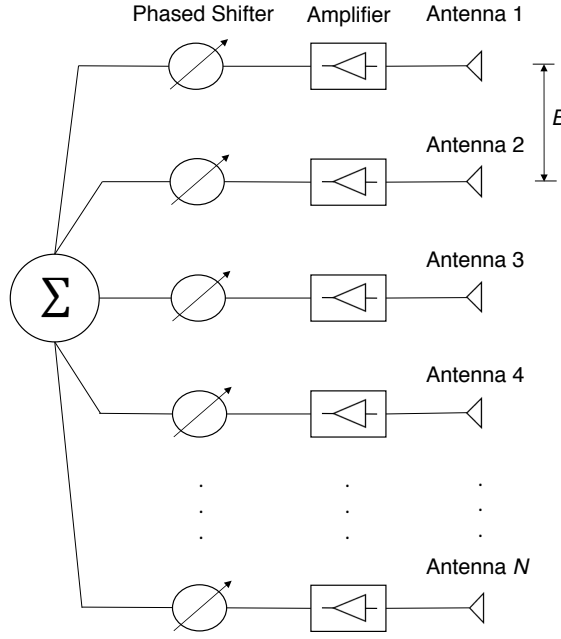 Phased Shifter Amplifier Antenna 1
Antenna 2
Antenna 3
Σ
Antenna 4
. . .
. . .
. . .
Antenna N